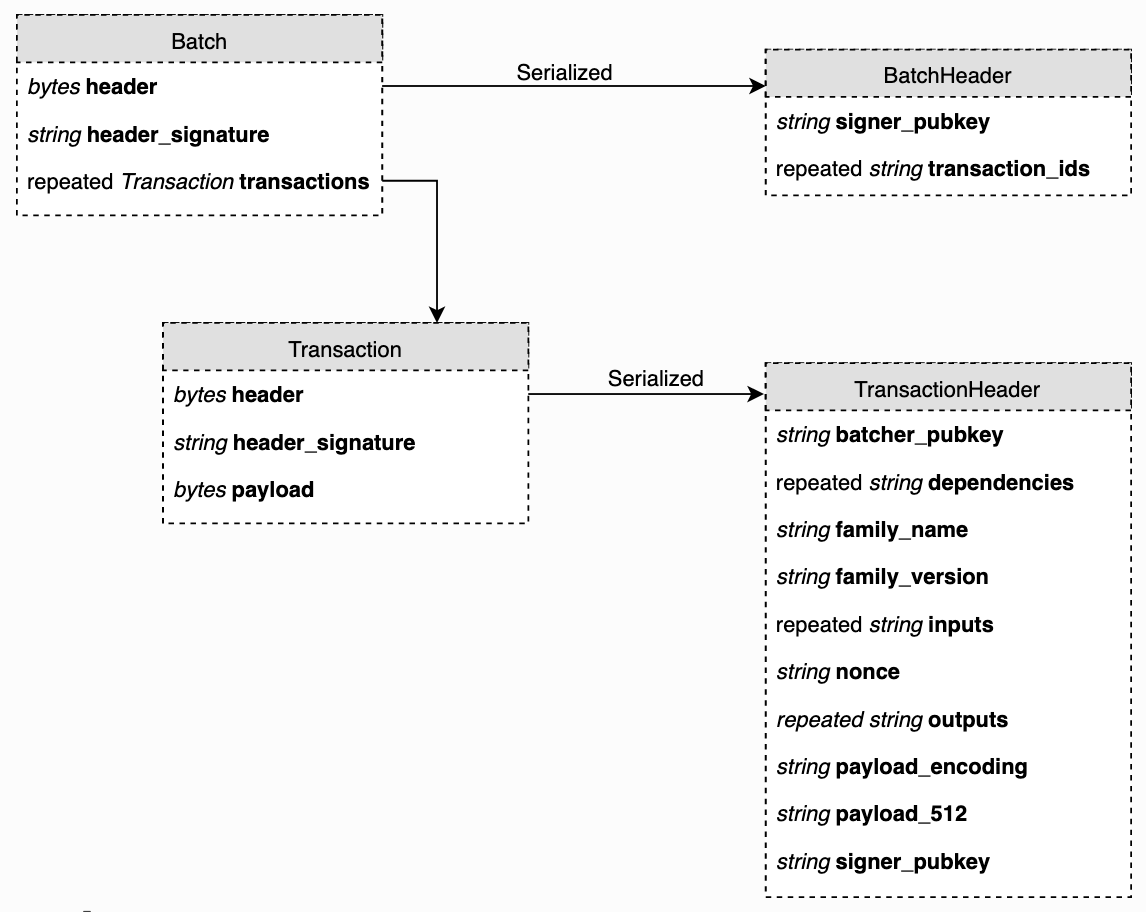 Batch
bytes header
string header_signature
repeated Transaction transactions
Serialized
BatchHeader
string signer_pubkey
repeated string transaction_ids
Transaction
bytes header
string header_signature
bytes payload
Serialized
TransactionHeader
string batcher_pubkey
repeated string dependencies
string family_name
string family_version
repeated string inputs
string nonce
repeated string outputs
string payload_encoding
string payload_512
string signer_pubkey